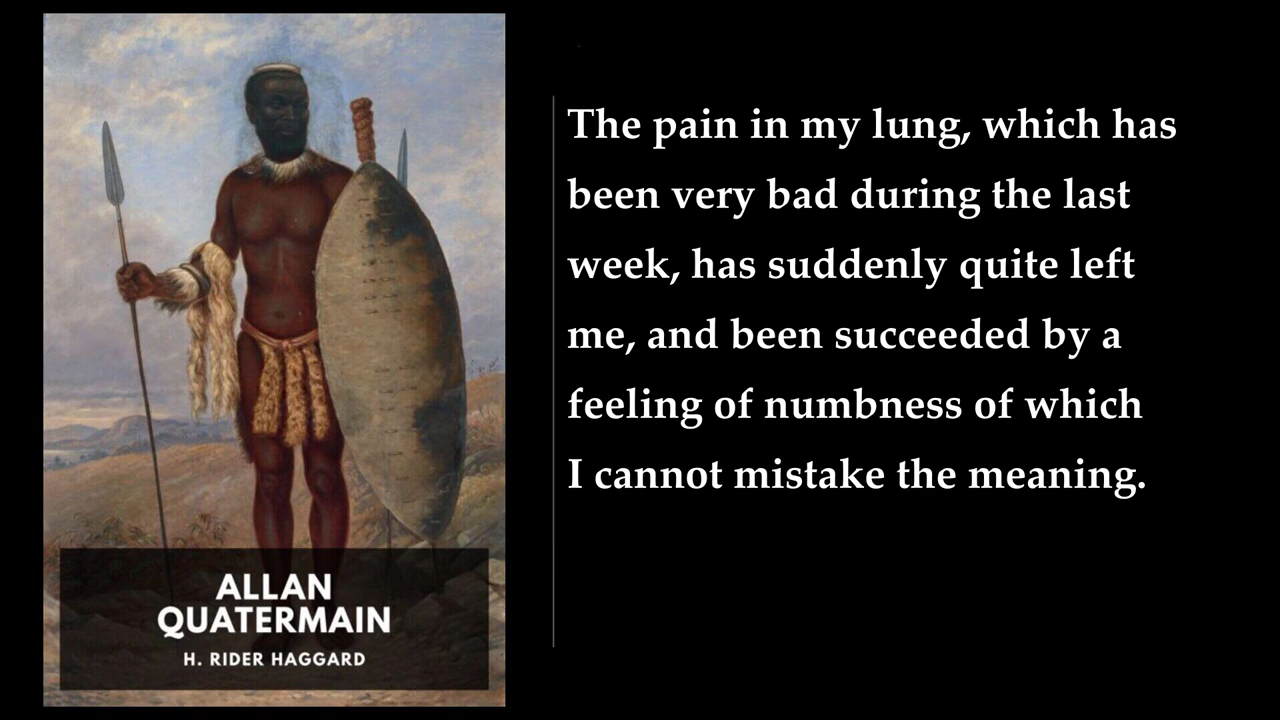 ALLAN
QUATERMAIN
H. RIDER HAGGARD
The pain in my lung, which has
been very bad during the last
week, has suddenly quite left
me, and been succeeded by a
feeling of numbness of which
I cannot mistake the meaning.